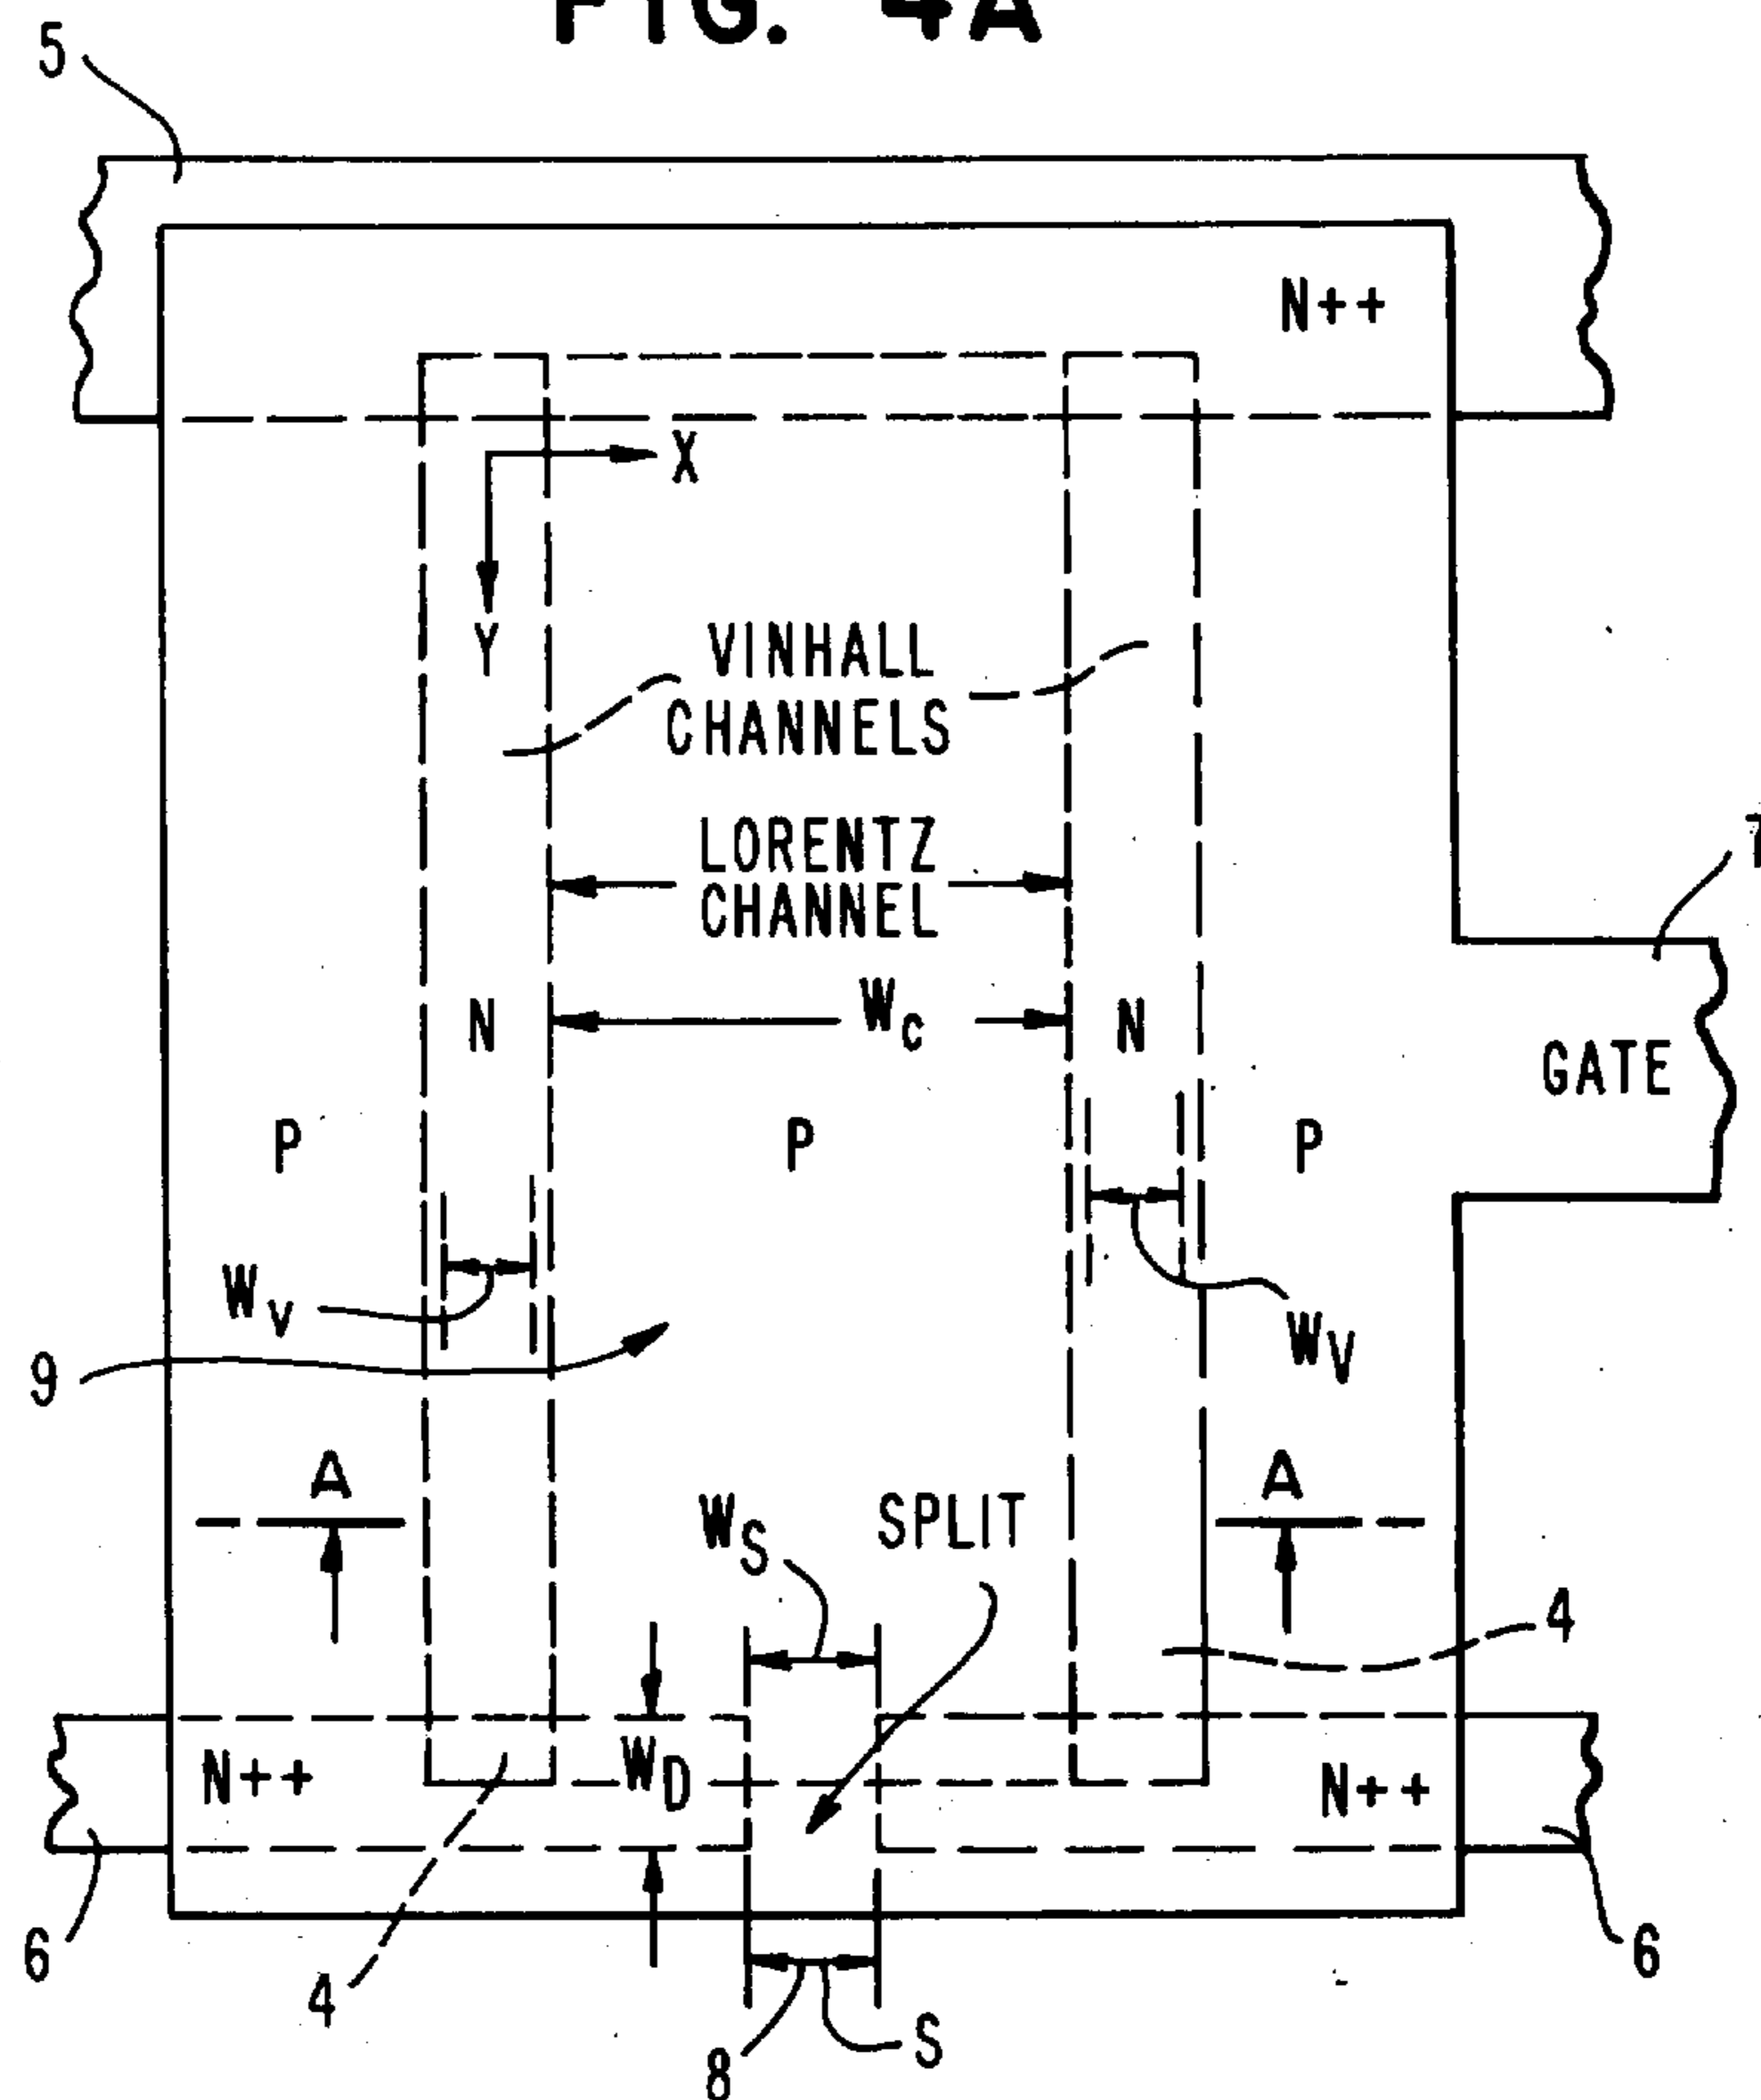 FIG. 4A
5
N++
X
Y
VINHALL
CHANNELS
LORENTZ
CHANNEL
7
N
WC
N
GATE
P
P
P
WV
WV
9
A
A
WS
SPLIT
4
N++
WD
N++
6
6
4
S
8